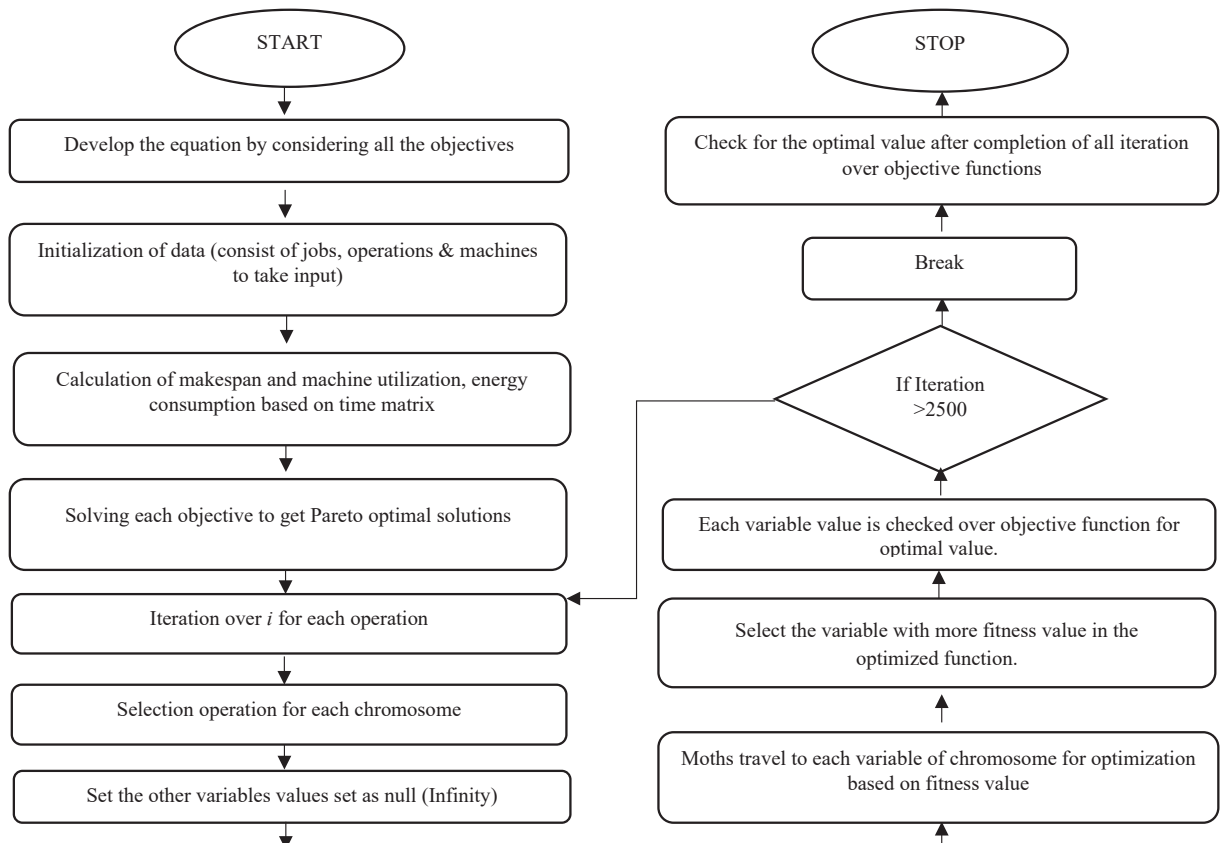 START
Develop the equation by considering all the objectives
Initialization of data (consist of jobs, operations & machines
to take input)
Calculation of makespan and machine utilization, energy
consumption based on time matrix
Solving each objective to get Pareto optimal solutions
Iteration over i for each operation
Selection operation for each chromosome
Set the other variables values set as null (Infinity)
STOP
Check for the optimal value after completion of all iteration
over objective functions
Break
If Iteration
>2500
Each variable value is checked over objective function for
optimal value.
Select the variable with more fitness value in the
optimized function.
Moths travel to each variable of chromosome for optimization
based on fitness value